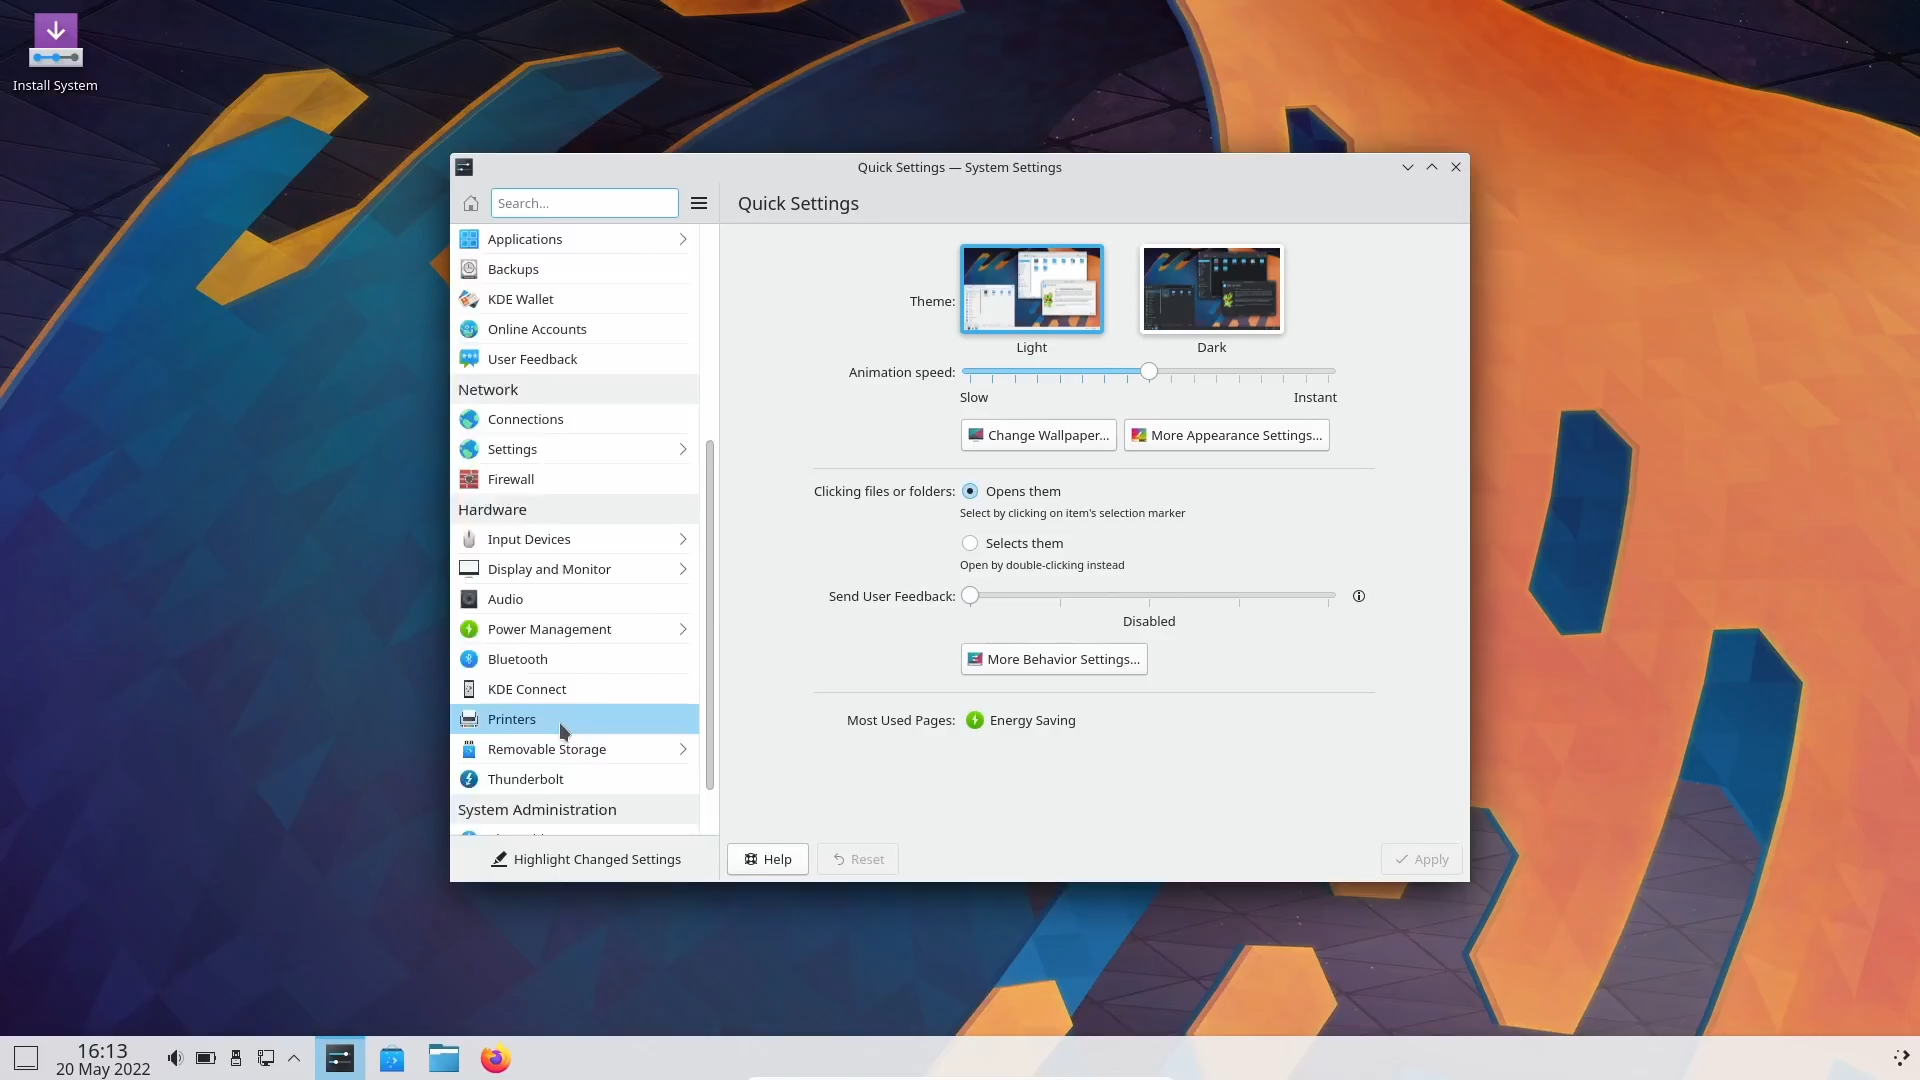 Install System
Quick Settings — System Settings
Search...
Quick Settings
Applications
Backups
KDE Wallet
Online Accounts
User Feedback
Network
Connections
Settings
Firewall
Hardware
Input Devices
Display and Monitor
Audio
Power Management
Bluetooth
KDE Connect
Printers
Removable Storage
Thunderbolt
System Administration
Highlight Changed Settings
Theme:
Light Dark
Animation speed:
Slow Instant
Change Wallpaper... More Appearance Settings...
Clicking files or folders: Opens them
Select by clicking on item's selection marker
Selects them
Open by double-clicking instead
Send User Feedback:
Disabled
More Behavior Settings...
Most Used Pages: Energy Saving
Help Reset Apply
16:13
20 May 2022